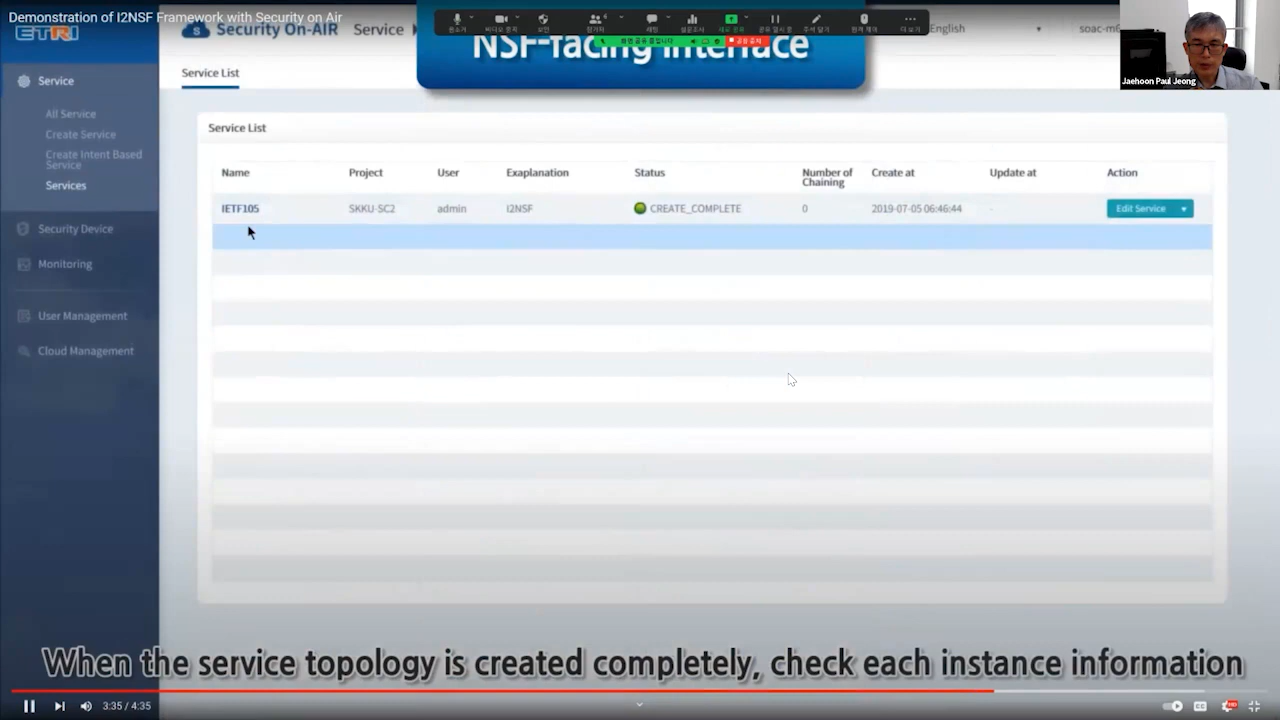 Demonstration of I2NSF Framework with Security on Air
ETRI
Security On-AIR
Service
English
NSF-facing interface
Jaehoon Paul Jeong
Service
All Service
Create Service
Create Intent Based
Service
Services
Security Device
Monitoring
User Management
Cloud Management
Service List
Service List
Name Project User Exaplanation Status Number of Chaining Create at Update at Action
IETF105 SKKU-SC2 admin I2NSF CREATE_COMPLETE 0 2019-07-05 06:46:44 - Edit Service
When the service topology is created completely, check each instance information
3:35 / 4:35